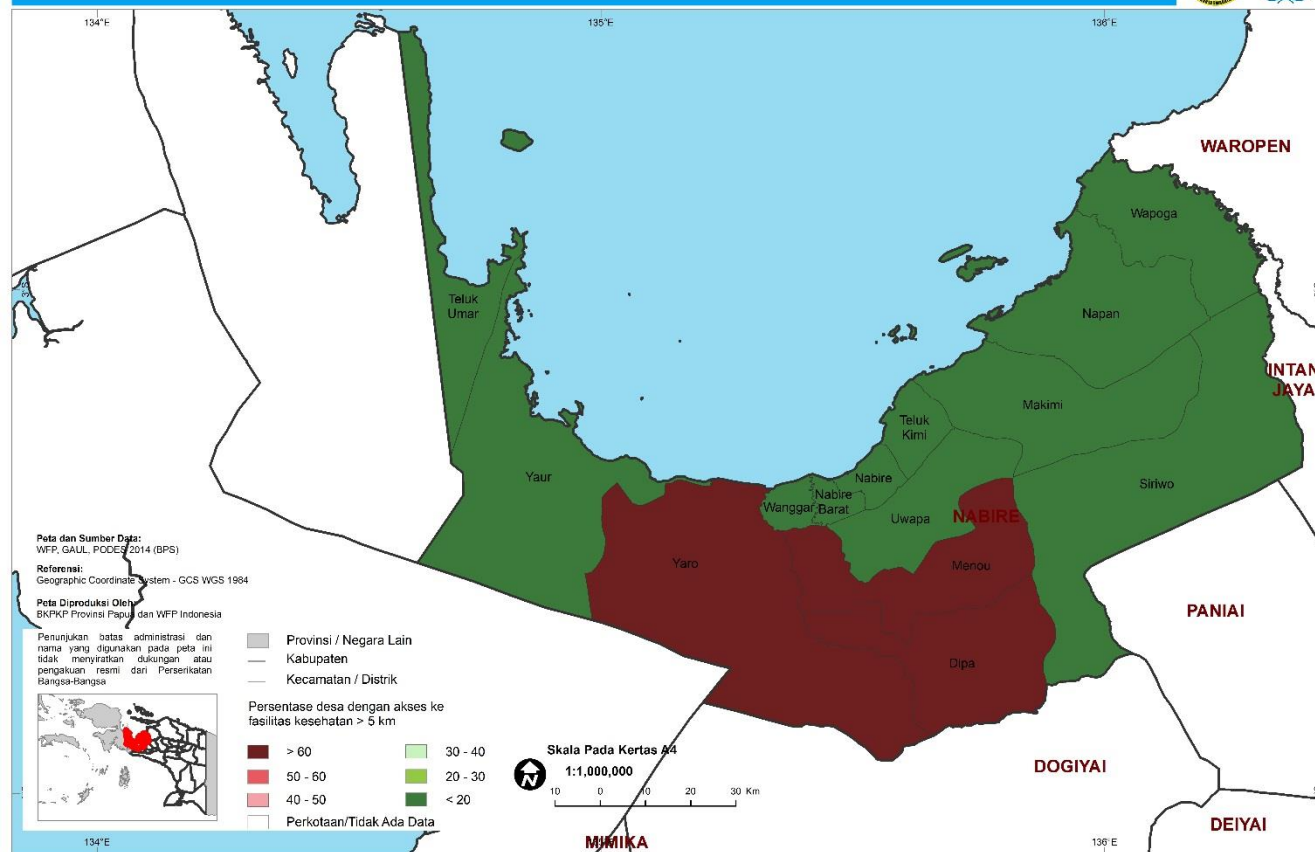 134°E
135°E
136°E
WAROPEN
Wapoga
3°S
Teluk
Umar
Napan
INTAN
JAYA
Makimi
Teluk
Kimi
Yaur
Nabire
Siriwo
Wanggar
Nabire
Barat
Uwapa
NABIRE
Yaro
Menou
PANIAI
Dipa
DOGIYAI
DEIYAI
MIMIKA
Peta dan Sumber Data:
WFP, GAUL, PODES 2014 (BPS)
Referensi:
Geographic Coordinate System - GCS WGS 1984
Peta Diproduksi Oleh:
BKPKP Provinsi Papua dan WFP Indonesia
Penunjukan batas administrasi dan
nama yang digunakan pada peta ini
tidak menyiratkan dukungan atau
pengakuan resmi dari Perserikatan
Bangsa-Bangsa
Provinsi / Negara Lain
Kabupaten
Kecamatan / Distrik
Persentase desa dengan akses ke
fasilitas kesehatan > 5 km
> 60
50 - 60
40 - 50
30 - 40
20 - 30
< 20
Perkotaan/Tidak Ada Data
N
Skala Pada Kertas A4
1:1,000,000
10 0 10 20 30 Km
134°E
136°E